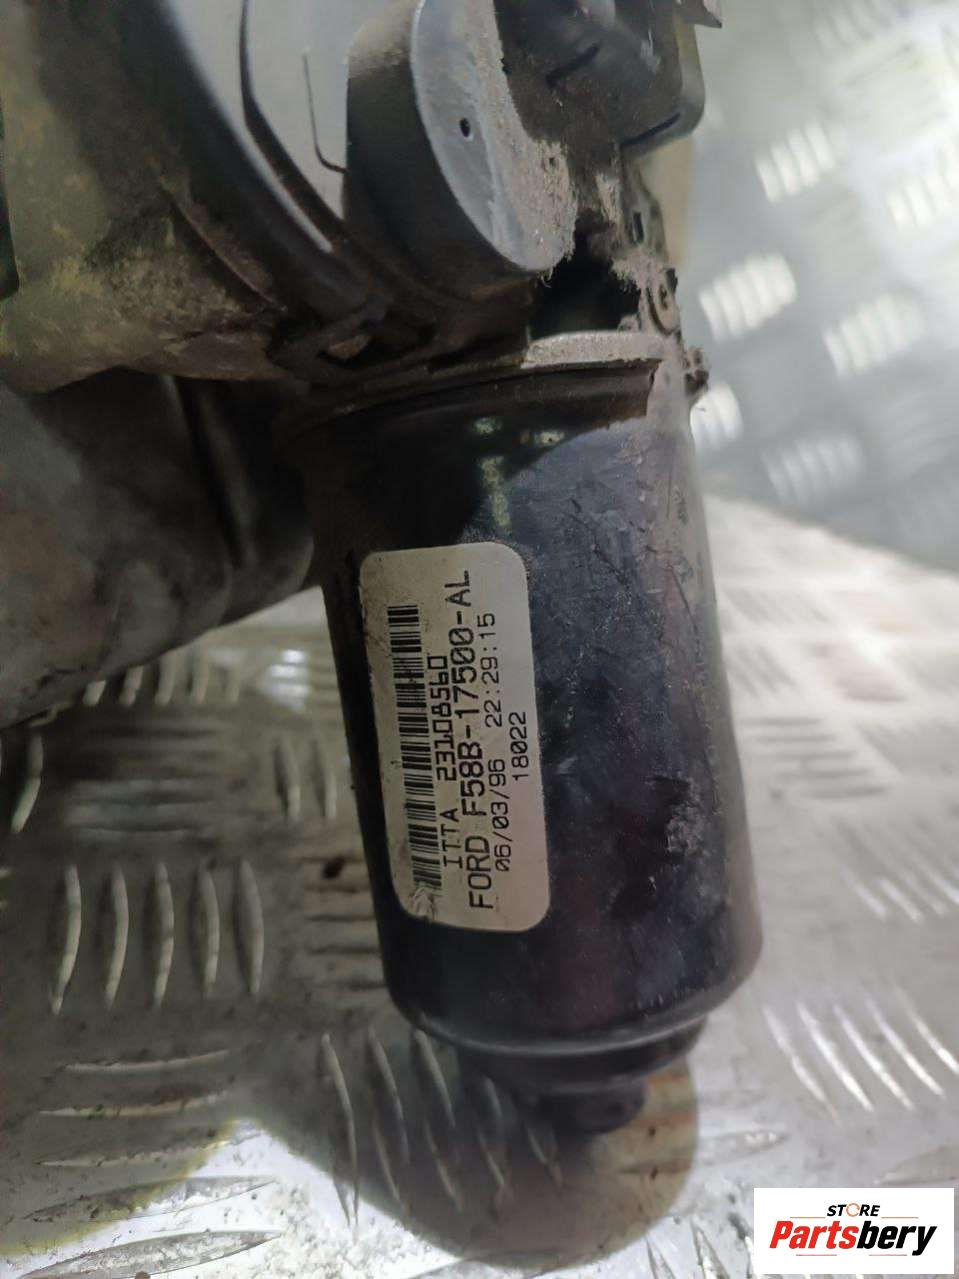 ITTA 23108560
FORD F58B-17500-AL
06/03/96 22:29:15
18022
STORE
Partsbery